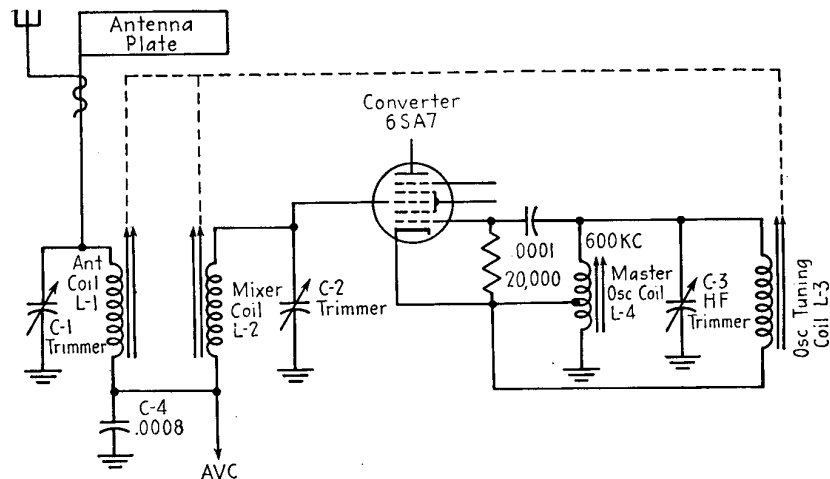 Antenna
Plate
Converter
6SA7
Ant
Coil
L-1
C-1
Trimmer
Mixer
Coil
L-2
C-2
Trimmer
.0001
20,000
600KC
Master
Osc Coil
L-4
C-3
HF
Trimmer
Osc Tuning
Coil L-3
C-4
.0008
AVC